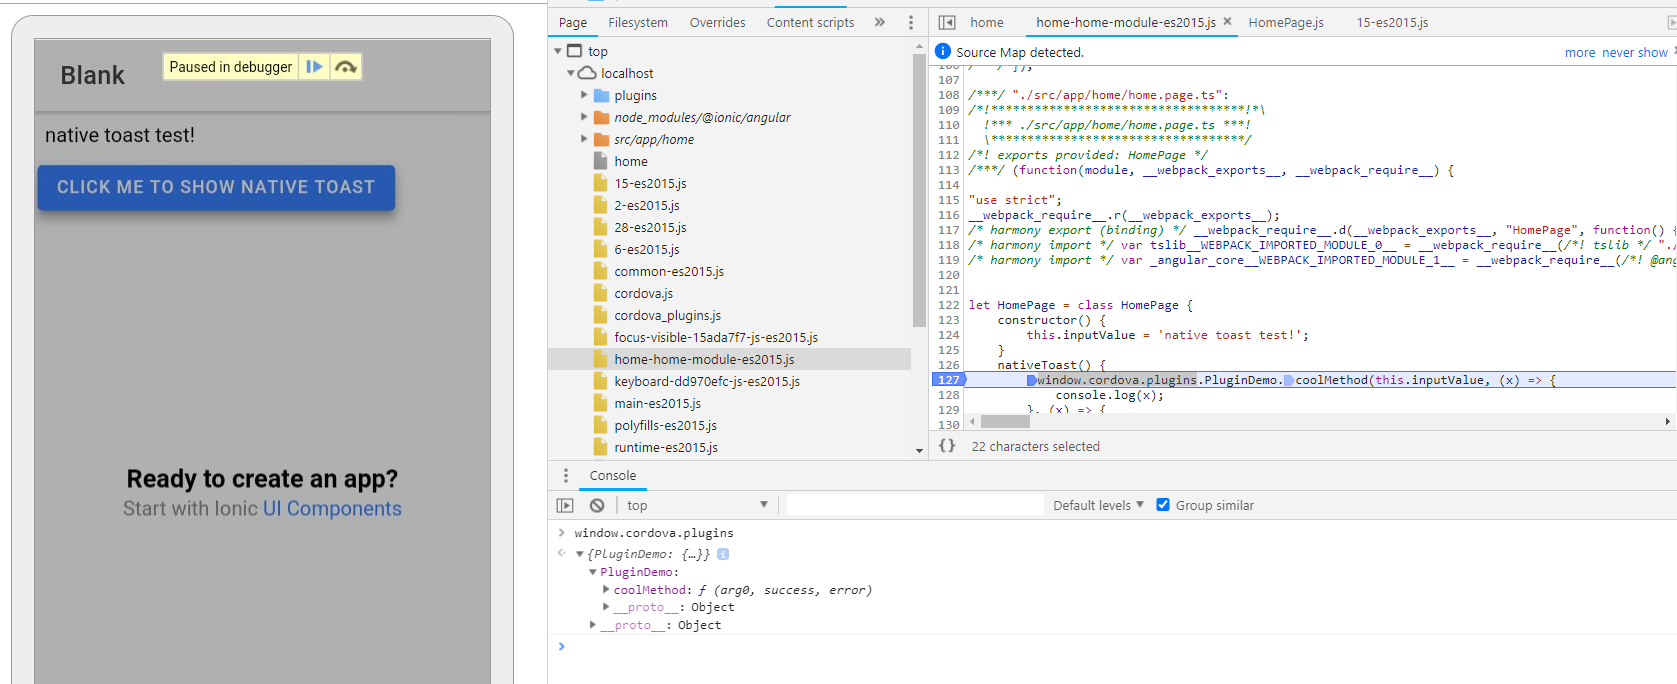 Blank
Paused in debugger
native toast test!
CLICK ME TO SHOW NATIVE TOAST
Ready to create an app?
Start with Ionic UI Components
Page Filesystem Overrides Content scripts »
top
localhost
plugins
node_modules/@ionic/angular
src/app/home
home
15-es2015.js
2-es2015.js
28-es2015.js
6-es2015.js
common-es2015.js
cordova.js
cordova_plugins.js
focus-visible-15ada7f7-js-es2015.js
home-home-module-es2015.js
keyboard-dd970efc-js-es2015.js
main-es2015.js
polyfills-es2015.js
runtime-es2015.js
home home-home-module-es2015.js × HomePage.js 15-es2015.js
Source Map detected. more never show
106 /***/ });
107
108 /***/ "./src/app/home/home.page.ts":
109 /*!***********************************!*\
110   !*** ./src/app/home/home.page.ts ***!
111   \***********************************/
112 /*! exports provided: HomePage */
113 /***/ (function(module, __webpack_exports__, __webpack_require__) {
114
115 "use strict";
116 __webpack_require__.r(__webpack_exports__);
117 /* harmony export (binding) */ __webpack_require__.d(__webpack_exports__, "HomePage", function() {
118 /* harmony import */ var tslib__WEBPACK_IMPORTED_MODULE_0__ = __webpack_require__(/*! tslib */ "./
119 /* harmony import */ var _angular_core__WEBPACK_IMPORTED_MODULE_1__ = __webpack_require__(/*! @ang
120
121
122 let HomePage = class HomePage {
123     constructor() {
124         this.inputValue = 'native toast test!';
125     }
126     nativeToast() {
127         window.cordova.plugins.PluginDemo.coolMethod(this.inputValue, (x) => {
128             console.log(x);
129         }, (x) => {
130
{} 22 characters selected
Console
top Default levels Group similar
window.cordova.plugins
{PluginDemo: {…}}
PluginDemo:
coolMethod: ƒ (arg0, success, error)
__proto__: Object
__proto__: Object